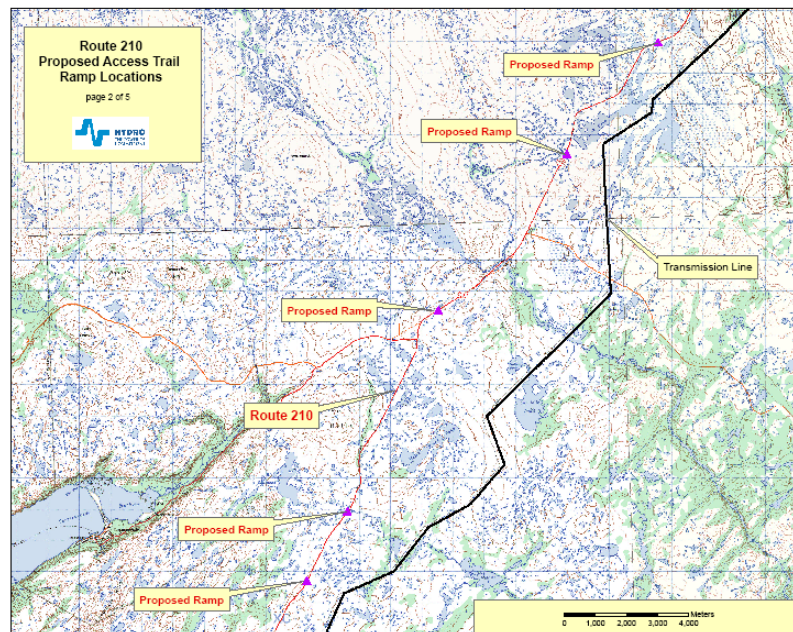 Route 210
Proposed Access Trail
Ramp Locations
page 2 of 5
HYDRO
Proposed Ramp
Proposed Ramp
Transmission Line
Proposed Ramp
Route 210
Proposed Ramp
Proposed Ramp
Meters
0 1,000 2,000 3,000 4,000